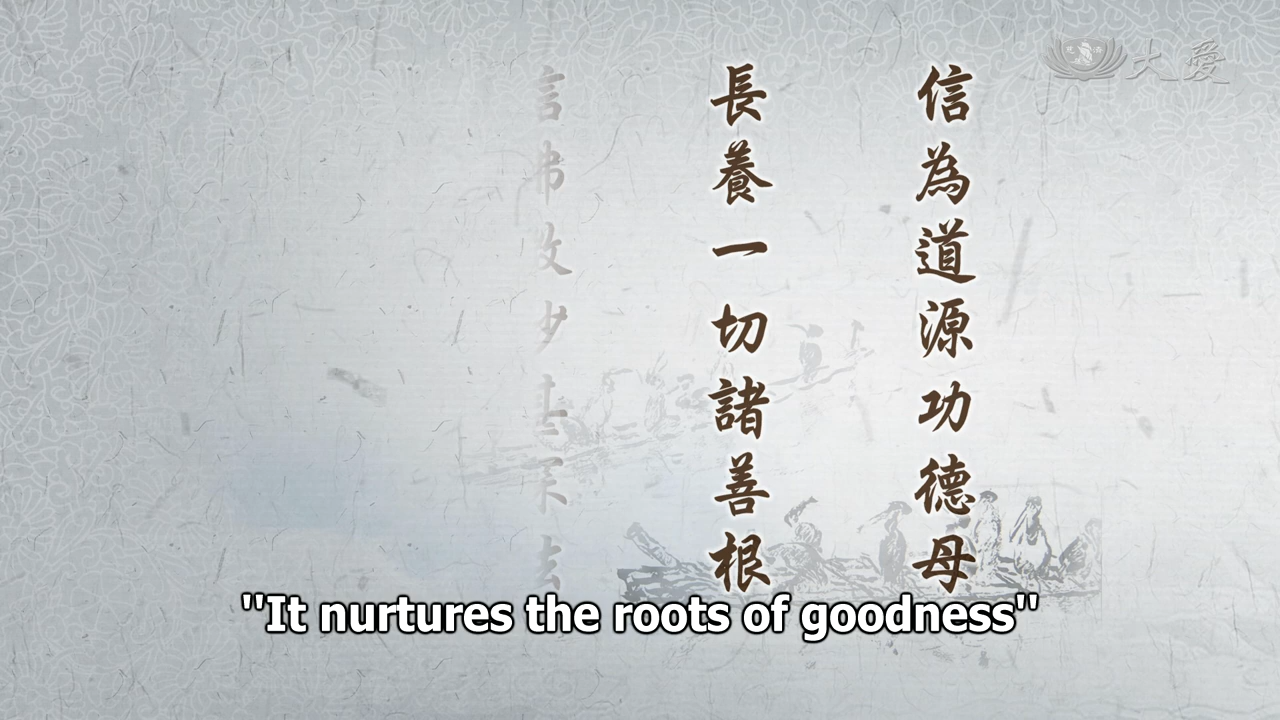 大愛
信為道源功德母
長養一切諸善根
"It nurtures the roots of goodness"